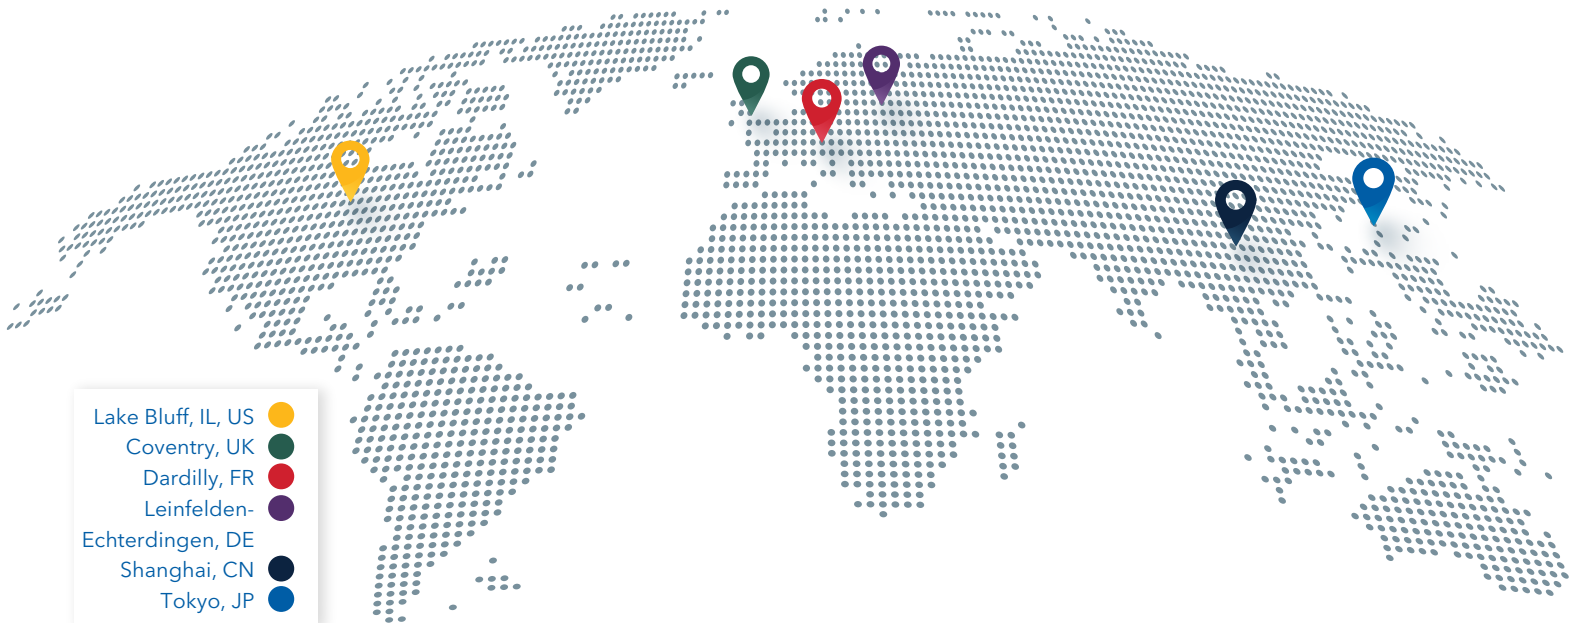 Lake Bluff, IL, US
Coventry, UK
Dardilly, FR
Leinfelden-
Echterdingen, DE
Shanghai, CN
Tokyo, JP